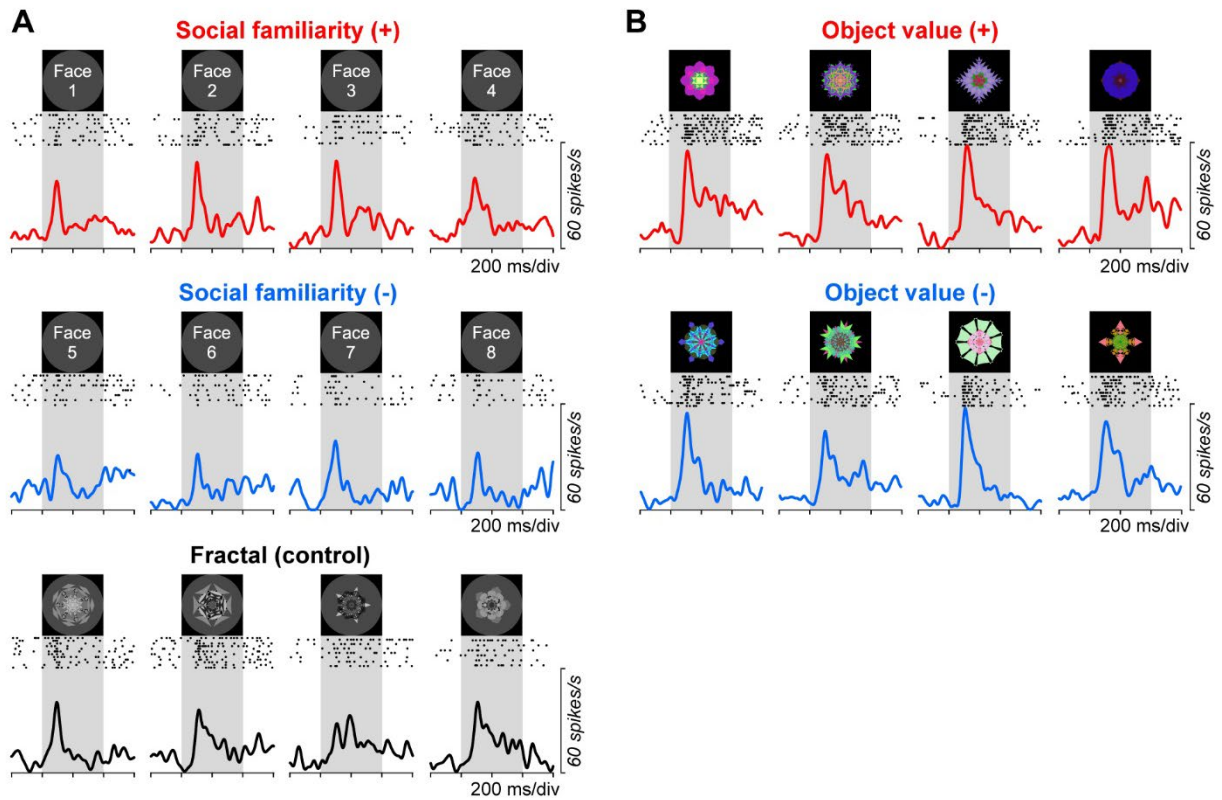 A
Social familiarity (+)
Face
1
Face
2
Face
3
Face
4
60 spikes/s
200 ms/div
Social familiarity (-)
Face
5
Face
6
Face
7
Face
8
60 spikes/s
200 ms/div
Fractal (control)
60 spikes/s
200 ms/div
B
Object value (+)
60 spikes/s
200 ms/div
Object value (-)
60 spikes/s
200 ms/div